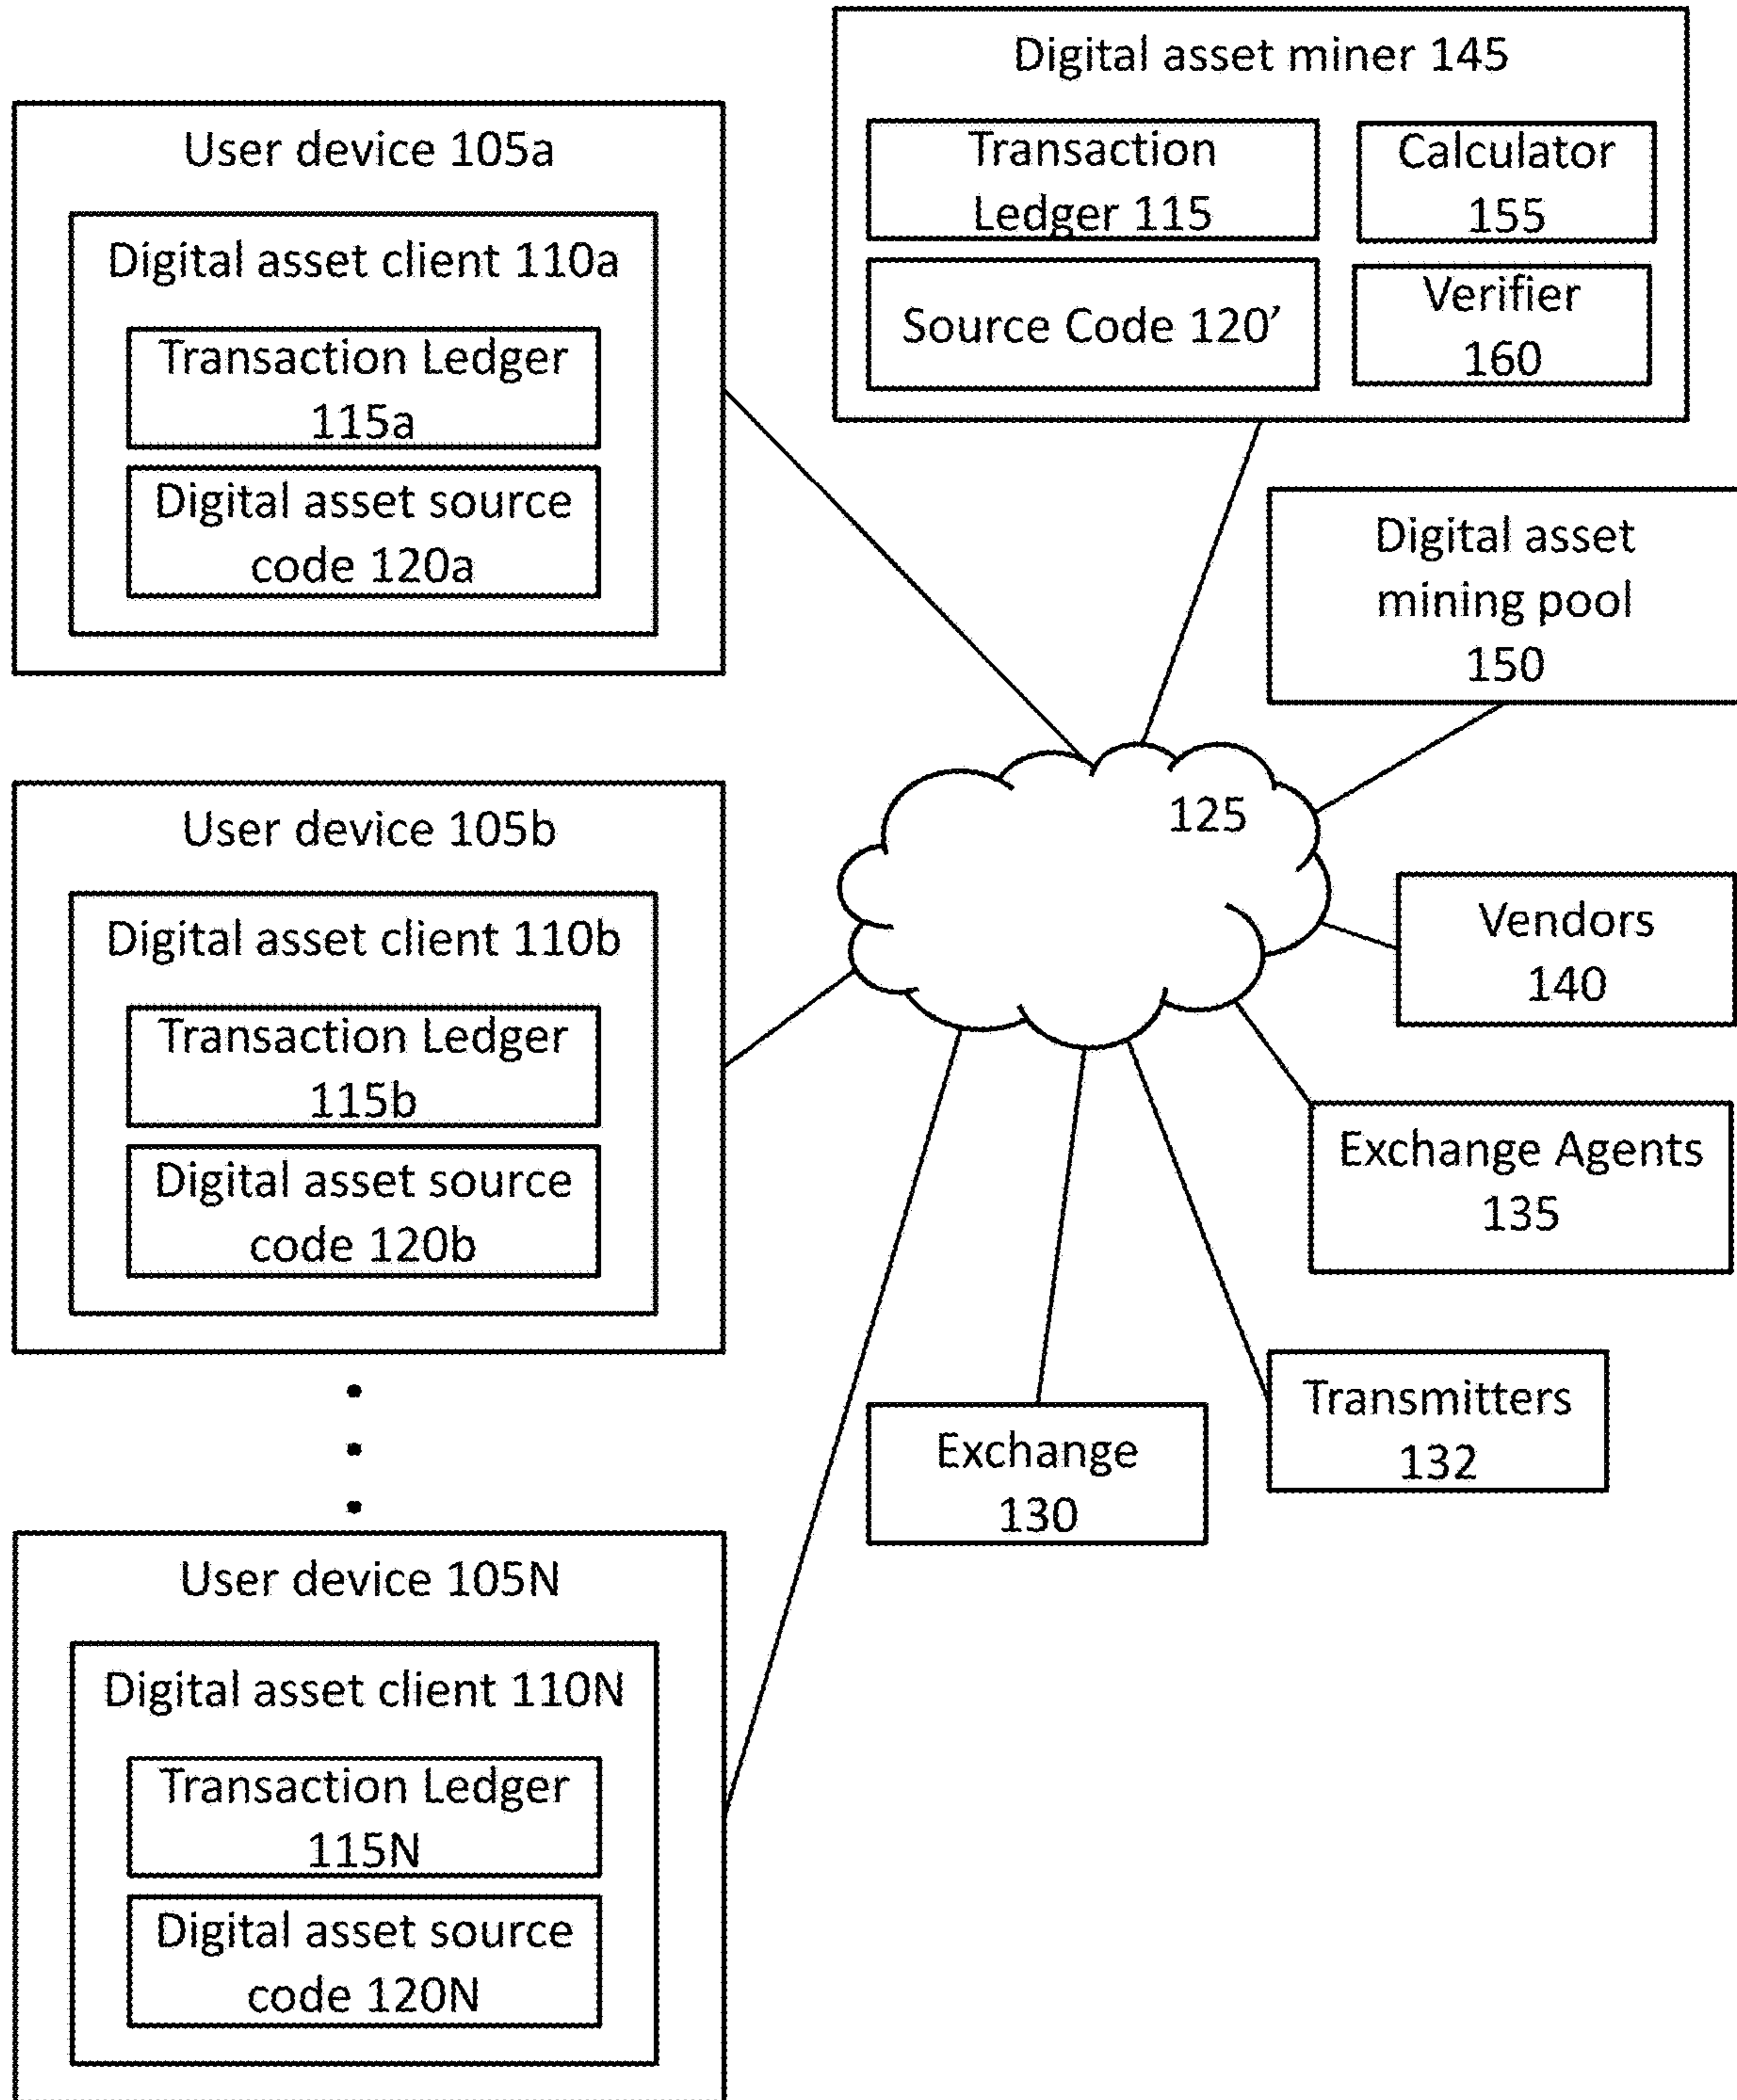 Digital asset miner 145
Transaction
Ledger 115
Calculator
155
Source Code 120’
Verifier
160
User device 105a
Digital asset client 110a
Transaction Ledger
115a
Digital asset source
code 120a
Digital asset
mining pool
150
125
User device 105b
Digital asset client 110b
Transaction Ledger
115b
Digital asset source
code 120b
Vendors
140
Exchange Agents
135
Transmitters
132
Exchange
130
User device 105N
Digital asset client 110N
Transaction Ledger
115N
Digital asset source
code 120N